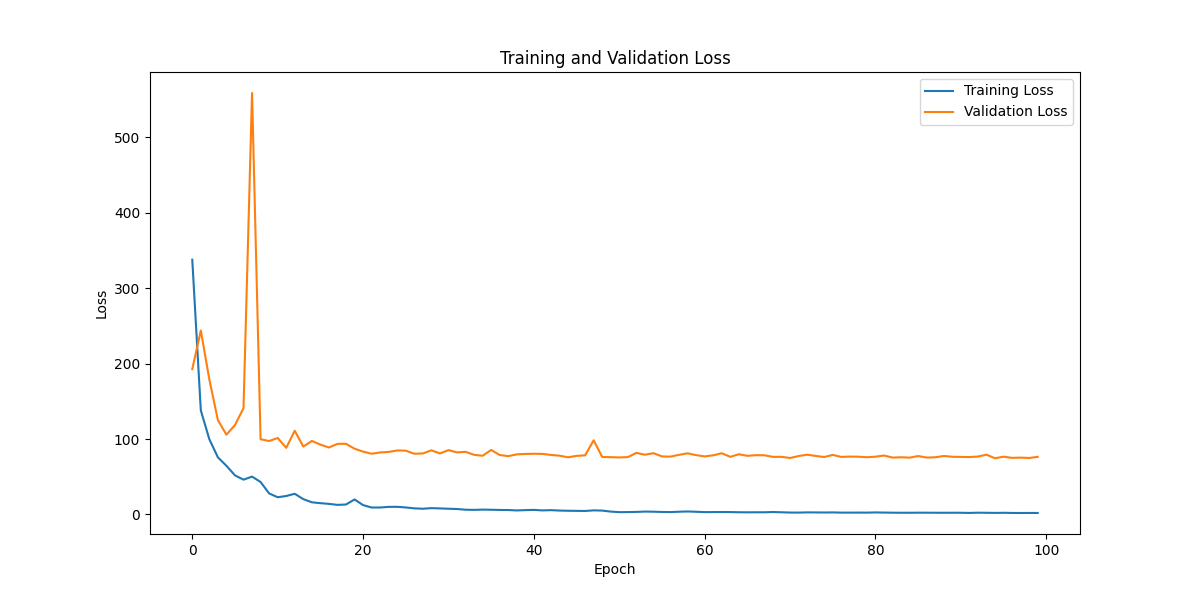 Training and Validation Loss
Training Loss
Validation Loss
500
400
300
200
100
0
Loss
0 20 40 60 80 100
Epoch